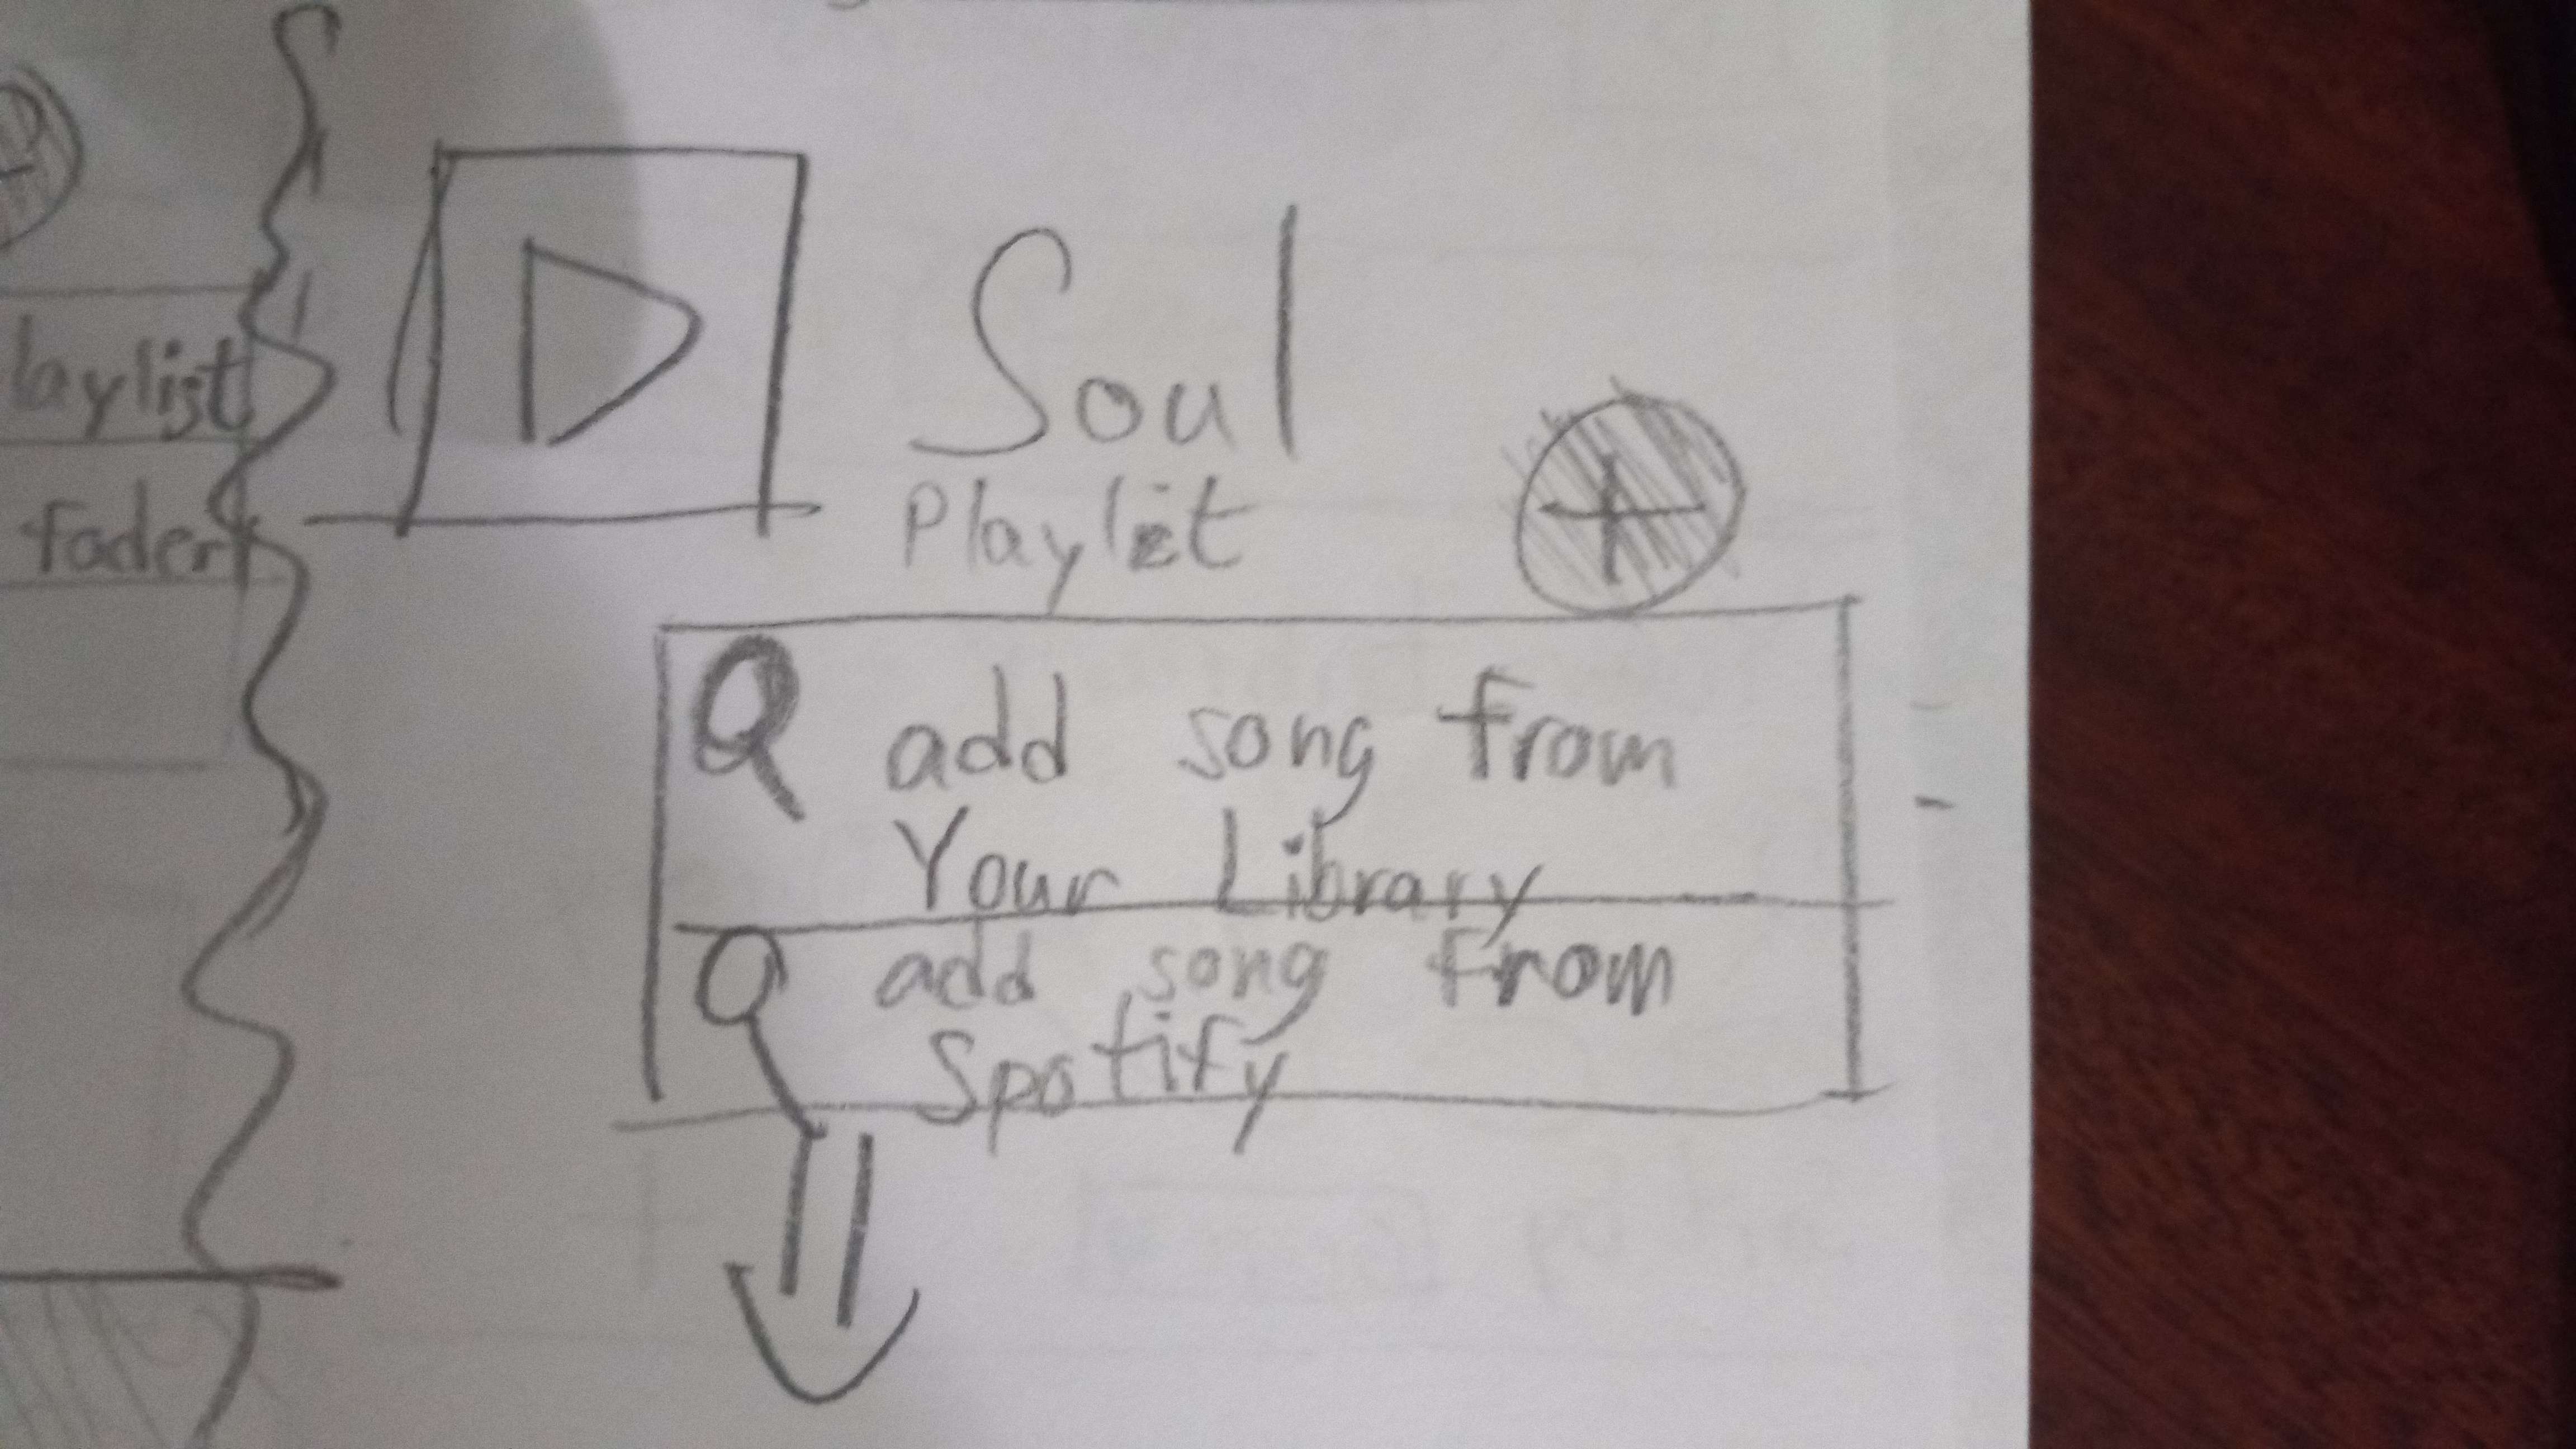 laylist
fader
Soul
Playlist
add song from
Your Library
add song from
Spotify